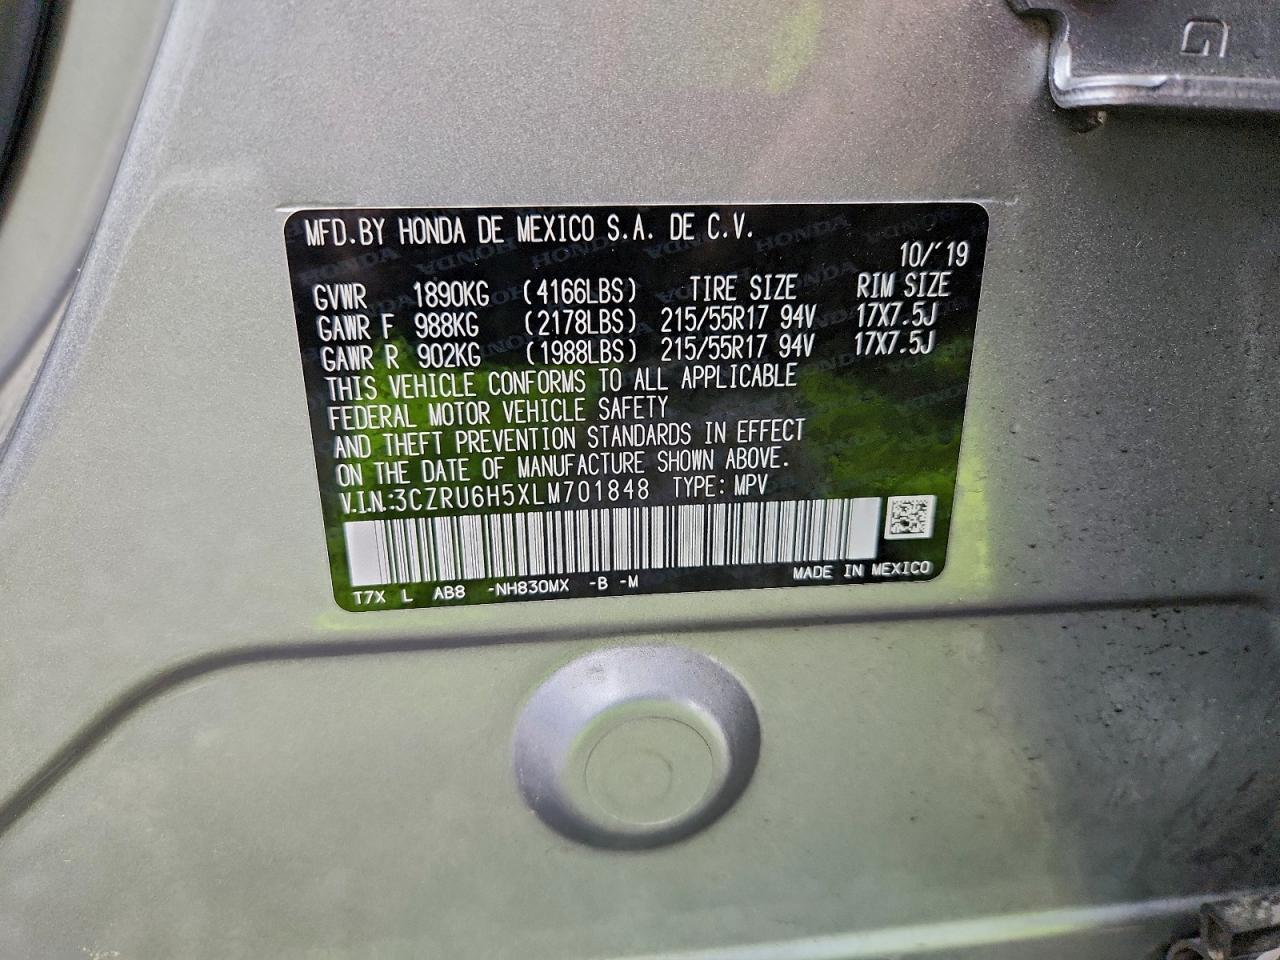 MFD.BY HONDA DE MEXICO S.A. DE C.V.
10/'19
GVWR 1890KG (4166LBS) TIRE SIZE RIM SIZE
GAWR F 988KG (2178LBS) 215/55R17 94V 17X7.5J
GAWR R 902KG (1988LBS) 215/55R17 94V 17X7.5J
THIS VEHICLE CONFORMS TO ALL APPLICABLE
FEDERAL MOTOR VEHICLE SAFETY
AND THEFT PREVENTION STANDARDS IN EFFECT
ON THE DATE OF MANUFACTURE SHOWN ABOVE.
V.I.N.:3CZRU6H5XLM701848 TYPE: MPV
T7X L AB8 -NH830MX -B -M MADE IN MEXICO